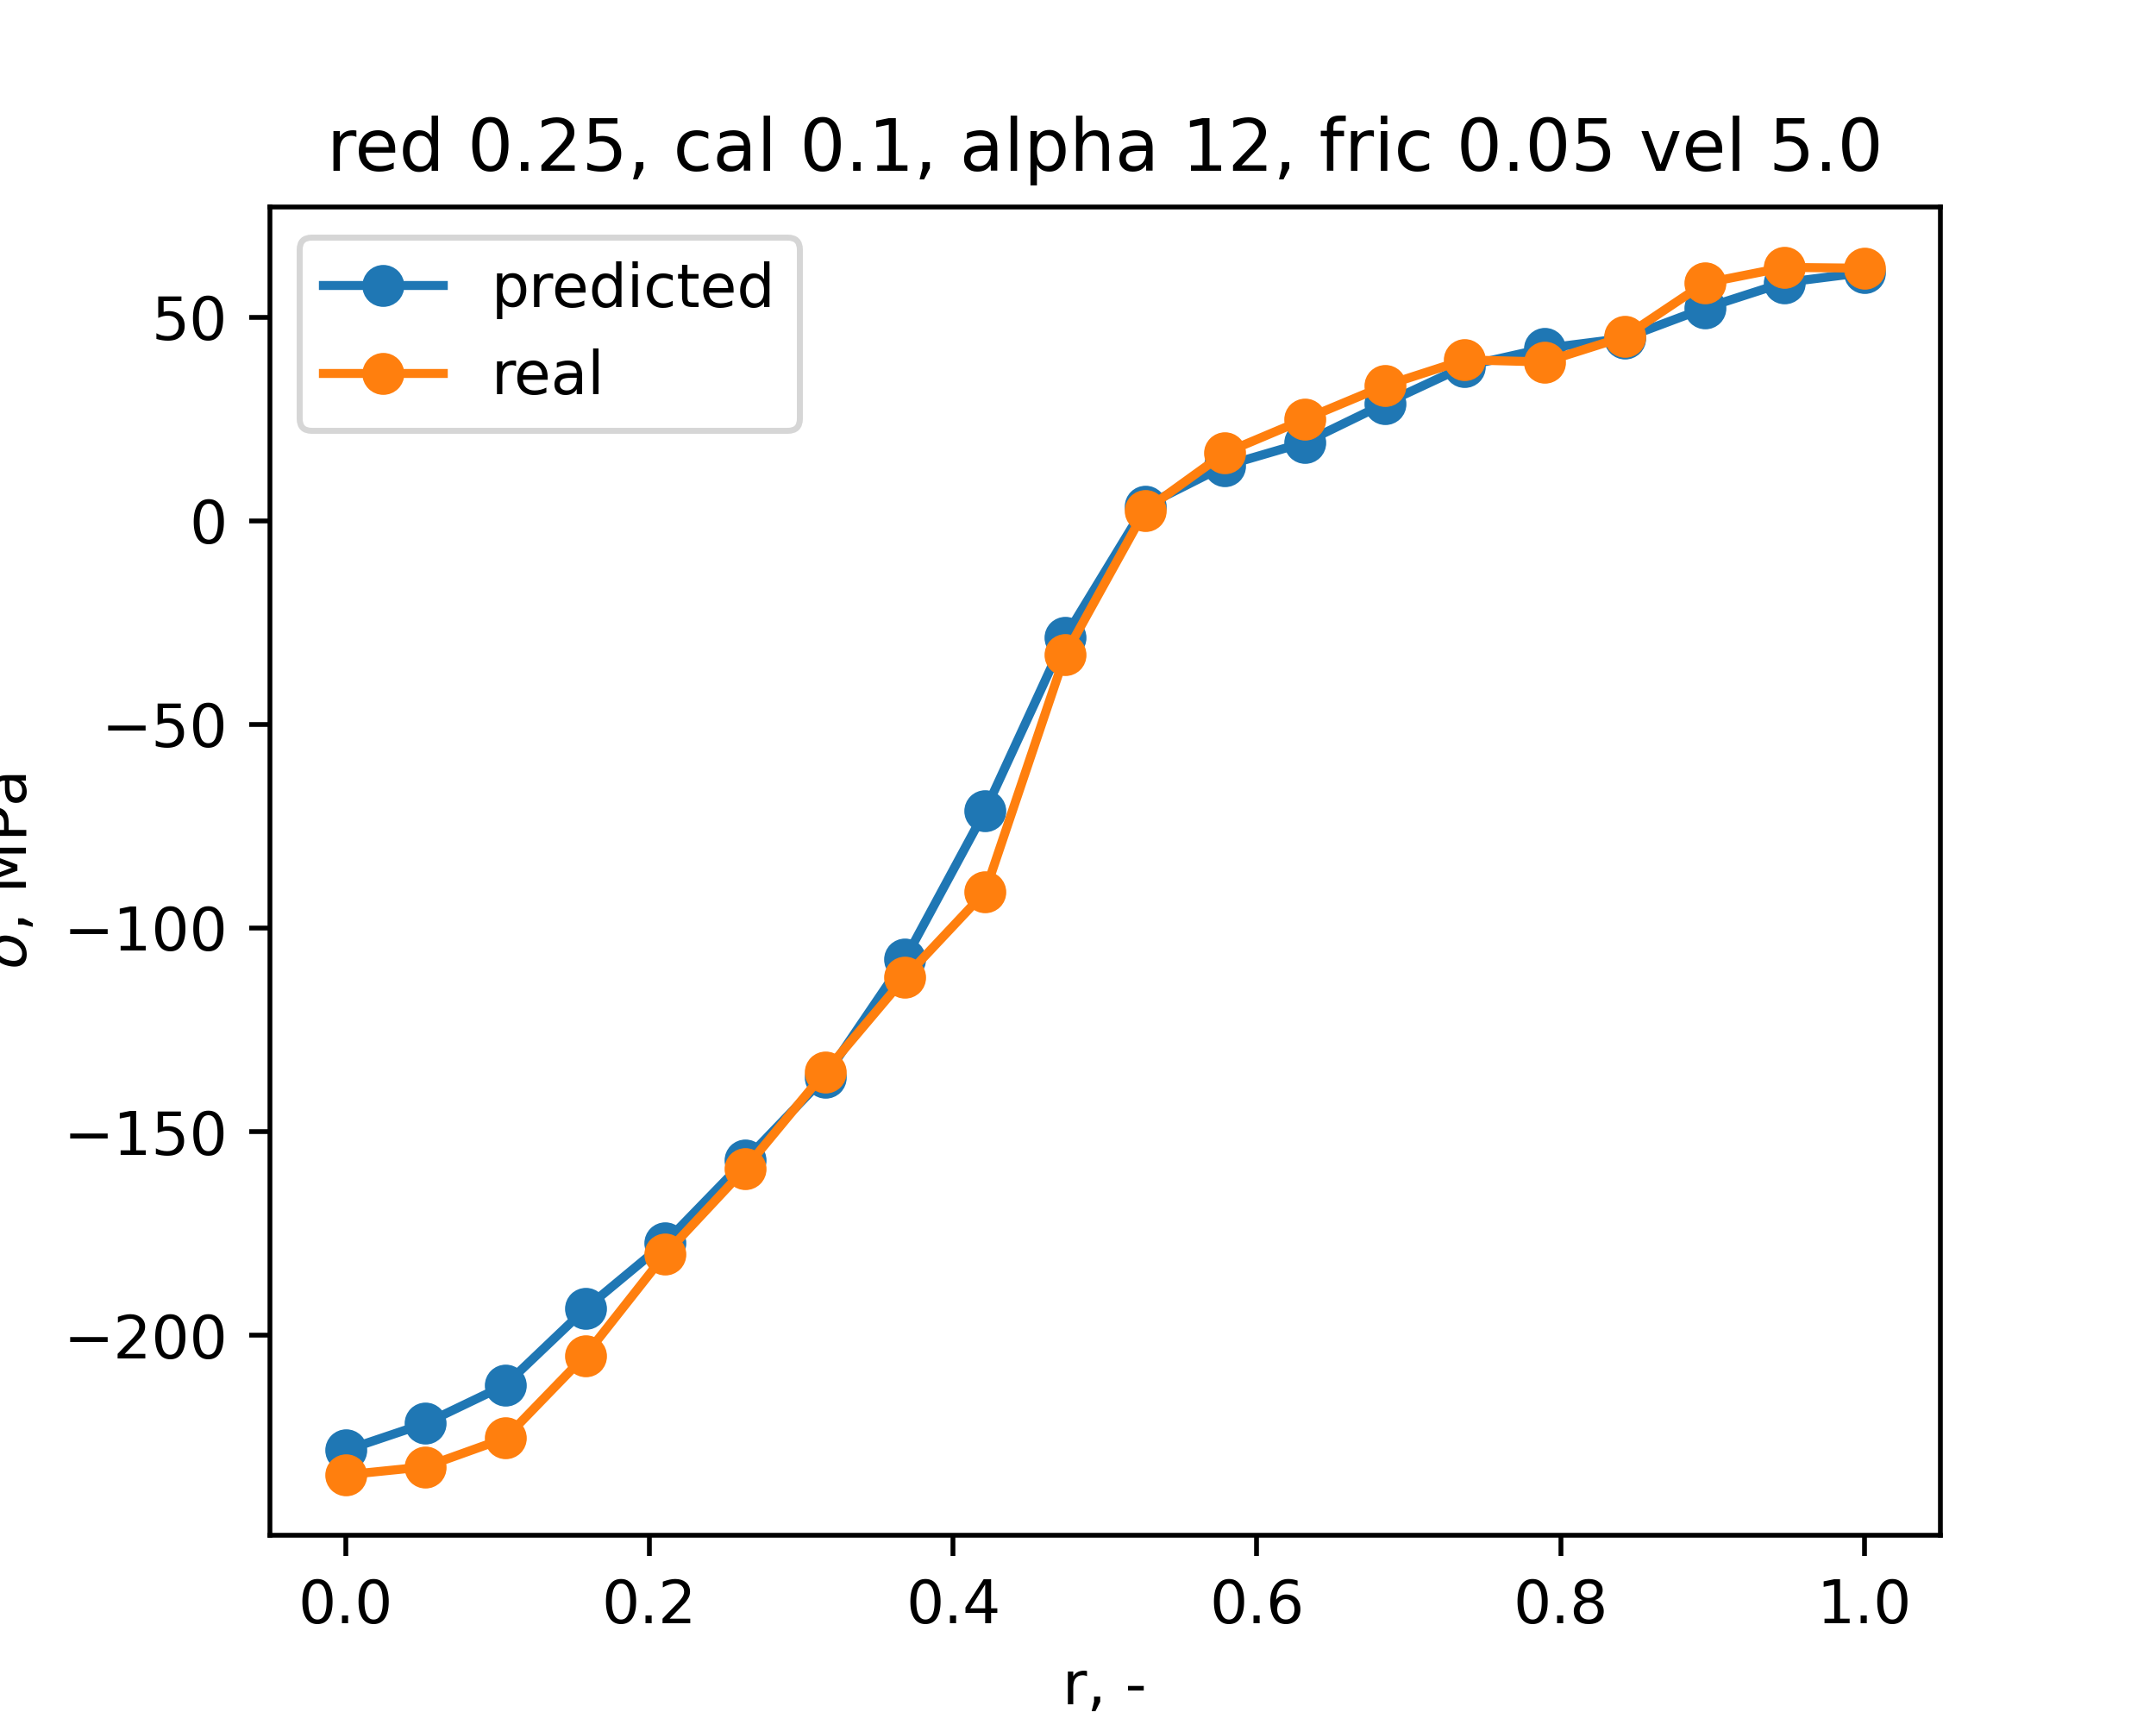 red 0.25, cal 0.1, alpha 12, fric 0.05 vel 5.0
predicted
real
50
0
−50
−100
−150
−200
σ, MPa
0.0 0.2 0.4 0.6 0.8 1.0
r, -